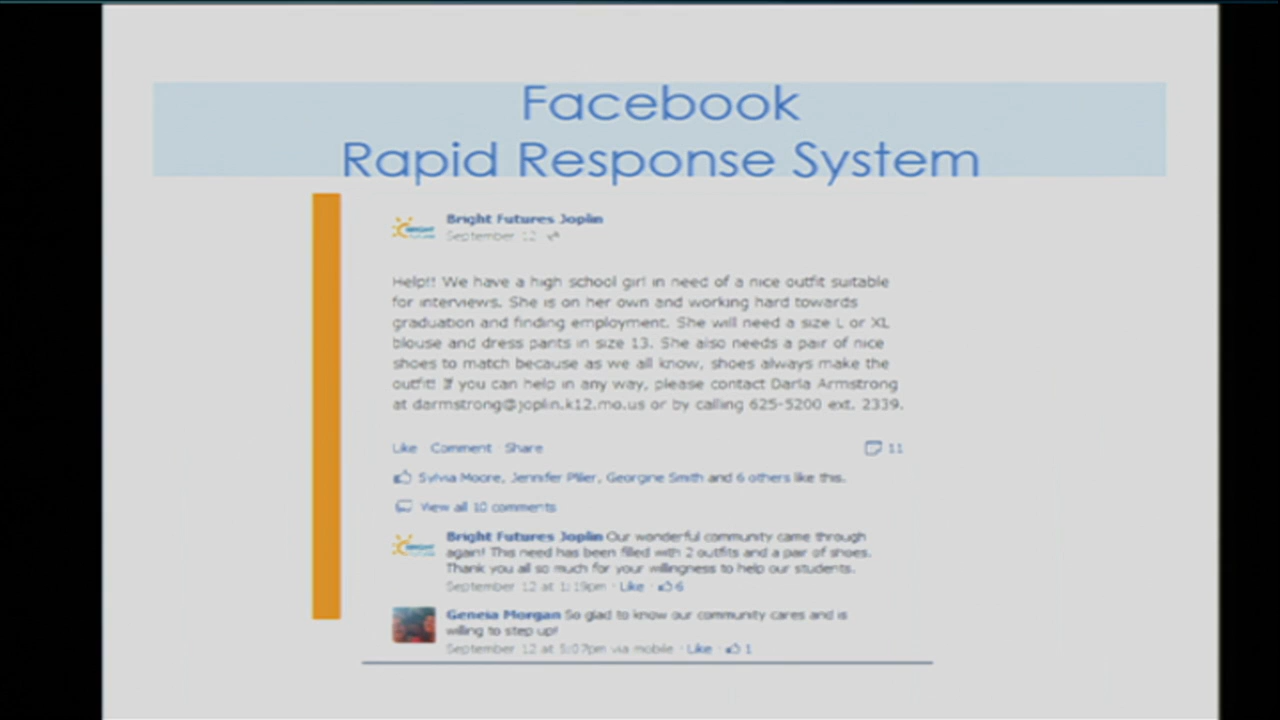 Facebook
Rapid Response System
Bright Futures Joplin
September 12
Help!! We have a high school girl in need of a nice outfit suitable
for interviews. She is on her own and working hard towards
graduation and finding employment. She will need a size L or XL
blouse and dress pants in size 13. She also needs a pair of nice
shoes to match because as we all know, shoes always make the
outfit! If you can help in any way, please contact Darla Armstrong
at darmstrong@joplin.k12.mo.us or by calling 625-5200 ext. 2339.
Like · Comment · Share 11
Sylvia Moore, Jennifer Pfiler, Georgine Smith and 6 others like this.
View all 10 comments
BRIGHT Bright Futures Joplin Our wonderful community came through
again! This need has been filled with 2 outfits and a pair of shoes.
Thank you all so much for your willingness to help our students.
September 12 at 1:19pm · Like · 6
Geneia Morgan So glad to know our community cares and is
willing to step up!
September 12 at 5:07pm via mobile · Like · 1